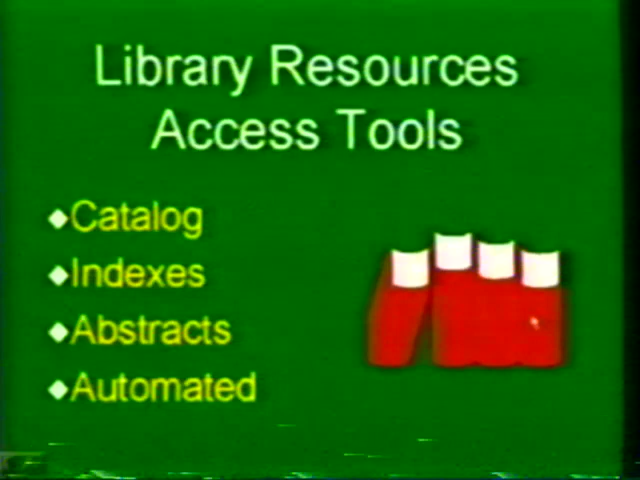 Library Resources
Access Tools
Catalog
Indexes
Abstracts
Automated